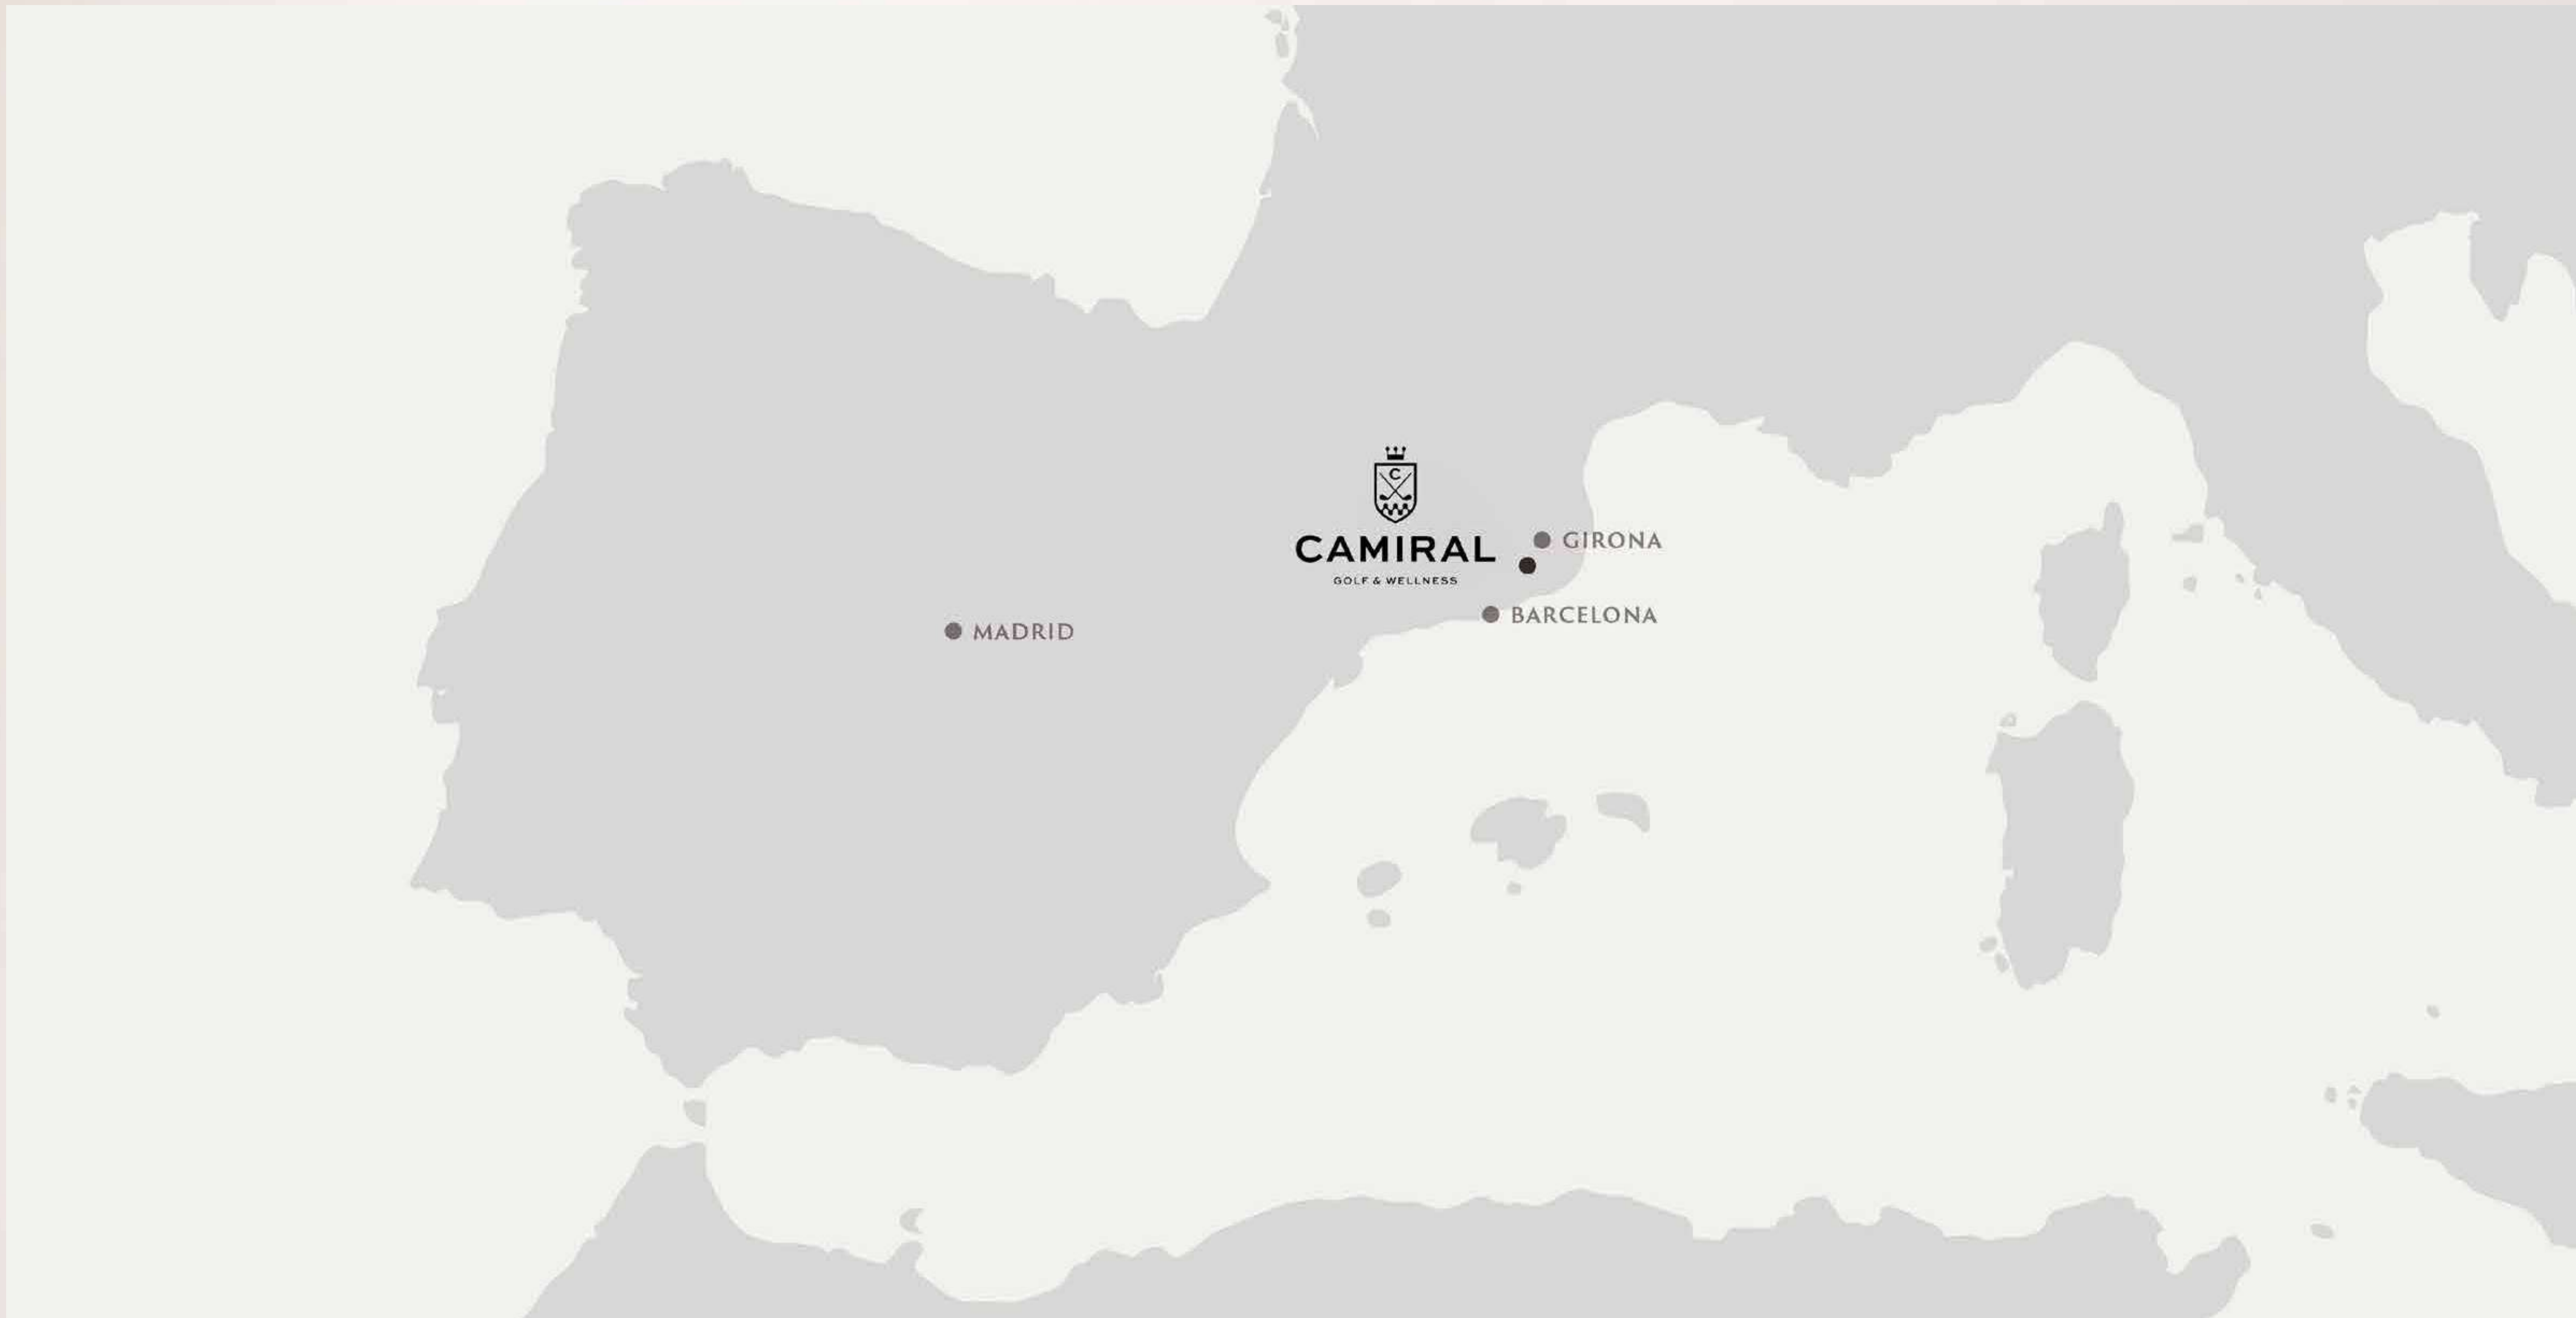 C
CAMIRAL
GOLF & WELLNESS
GIRONA
BARCELONA
MADRID